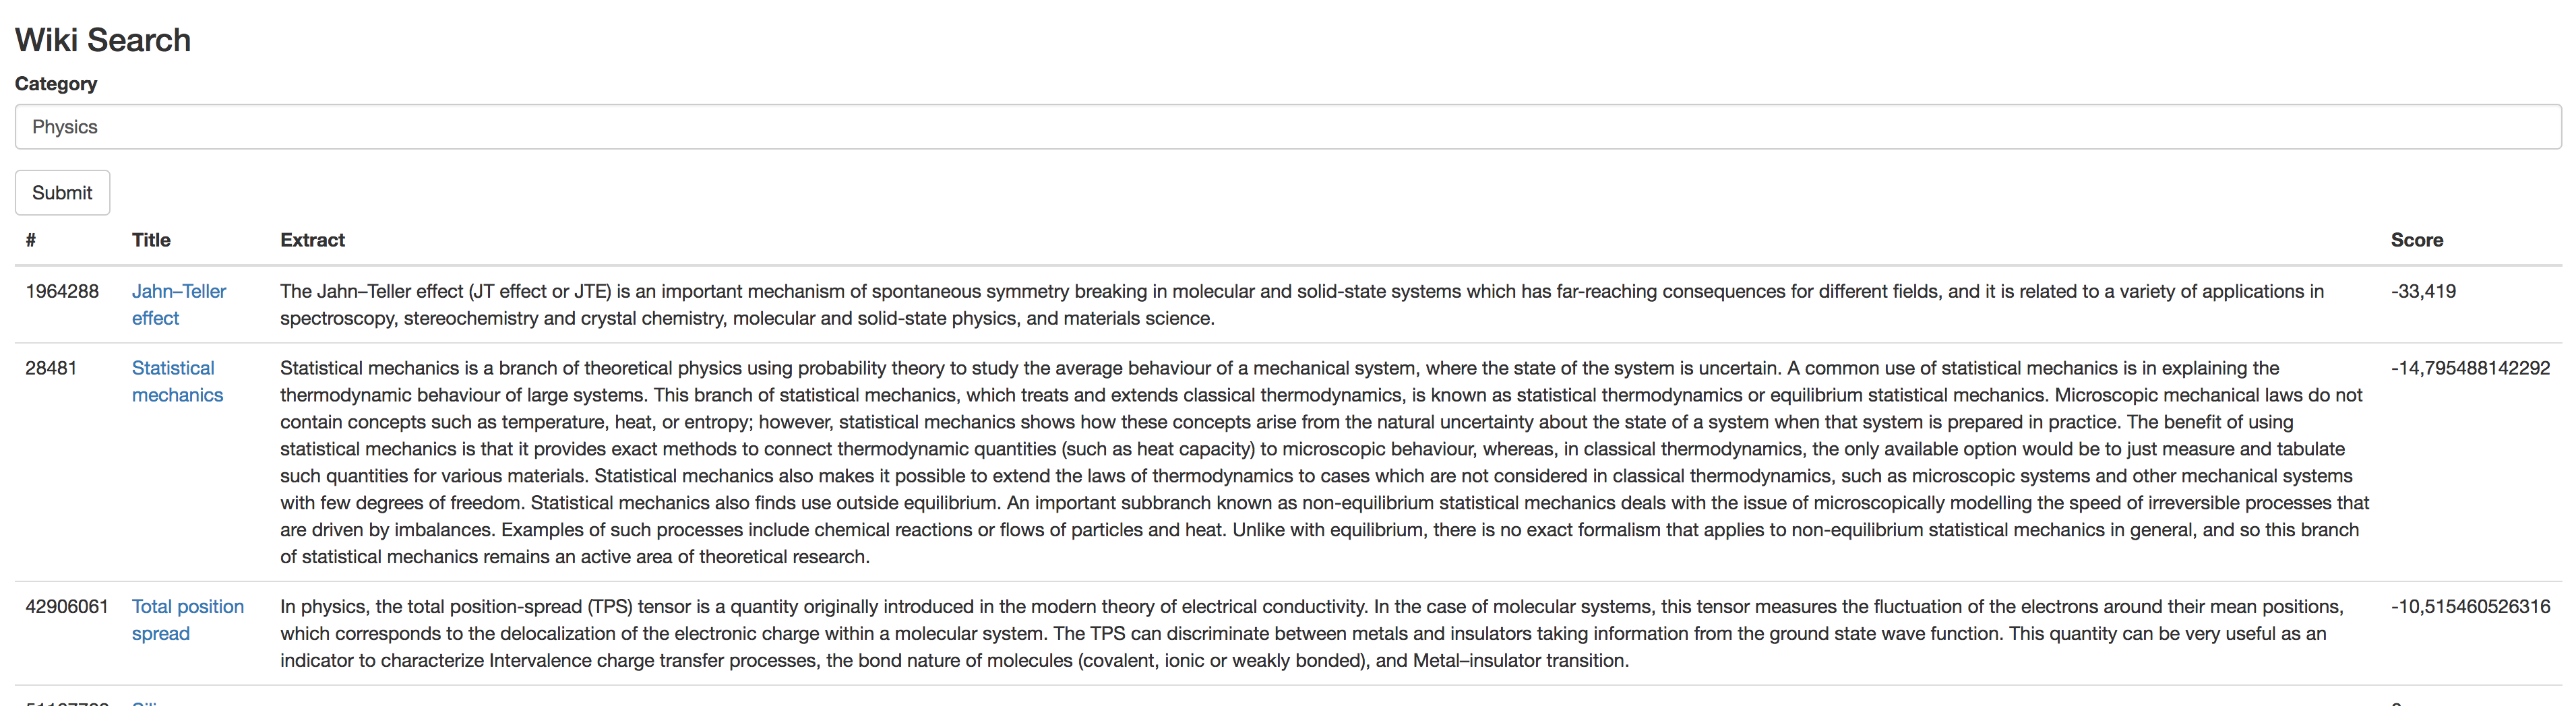 Wiki Search
Category
Physics
Submit
# Title Extract Score
1964288 Jahn–Teller effect The Jahn–Teller effect (JT effect or JTE) is an important mechanism of spontaneous symmetry breaking in molecular and solid-state systems which has far-reaching consequences for different fields, and it is related to a variety of applications in
spectroscopy, stereochemistry and crystal chemistry, molecular and solid-state physics, and materials science. -33,419
28481 Statistical mechanics Statistical mechanics is a branch of theoretical physics using probability theory to study the average behaviour of a mechanical system, where the state of the system is uncertain. A common use of statistical mechanics is in explaining the
thermodynamic behaviour of large systems. This branch of statistical mechanics, which treats and extends classical thermodynamics, is known as statistical thermodynamics or equilibrium statistical mechanics. Microscopic mechanical laws do not
contain concepts such as temperature, heat, or entropy; however, statistical mechanics shows how these concepts arise from the natural uncertainty about the state of a system when that system is prepared in practice. The benefit of using
statistical mechanics is that it provides exact methods to connect thermodynamic quantities (such as heat capacity) to microscopic behaviour, whereas, in classical thermodynamics, the only available option would be to just measure and tabulate
such quantities for various materials. Statistical mechanics also makes it possible to extend the laws of thermodynamics to cases which are not considered in classical thermodynamics, such as microscopic systems and other mechanical systems
with few degrees of freedom. Statistical mechanics also finds use outside equilibrium. An important subbranch known as non-equilibrium statistical mechanics deals with the issue of microscopically modelling the speed of irreversible processes that
are driven by imbalances. Examples of such processes include chemical reactions or flows of particles and heat. Unlike with equilibrium, there is no exact formalism that applies to non-equilibrium statistical mechanics in general, and so this branch
of statistical mechanics remains an active area of theoretical research. -14,795488142292
42906061 Total position spread In physics, the total position-spread (TPS) tensor is a quantity originally introduced in the modern theory of electrical conductivity. In the case of molecular systems, this tensor measures the fluctuation of the electrons around their mean positions,
which corresponds to the delocalization of the electronic charge within a molecular system. The TPS can discriminate between metals and insulators taking information from the ground state wave function. This quantity can be very useful as an
indicator to characterize Intervalence charge transfer processes, the bond nature of molecules (covalent, ionic or weakly bonded), and Metal–insulator transition. -10,515460526316